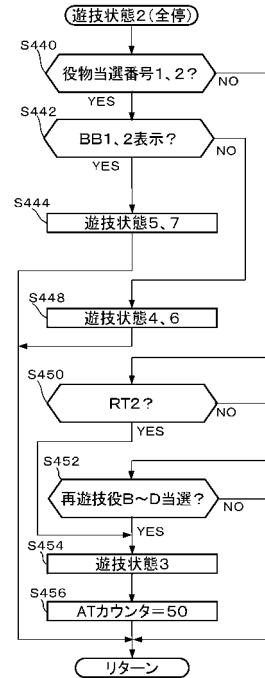 遊技状態2(全停)
S440
役物当選番号1、2?
NO
YES
S442
BB1、2表示?
NO
YES
S444
遊技状態5、7
S448
遊技状態4、6
S450
RT2?
NO
YES
S452
再遊技役B~D当選?
NO
YES
S454
遊技状態3
S456
ATカウンタ=50
リターン